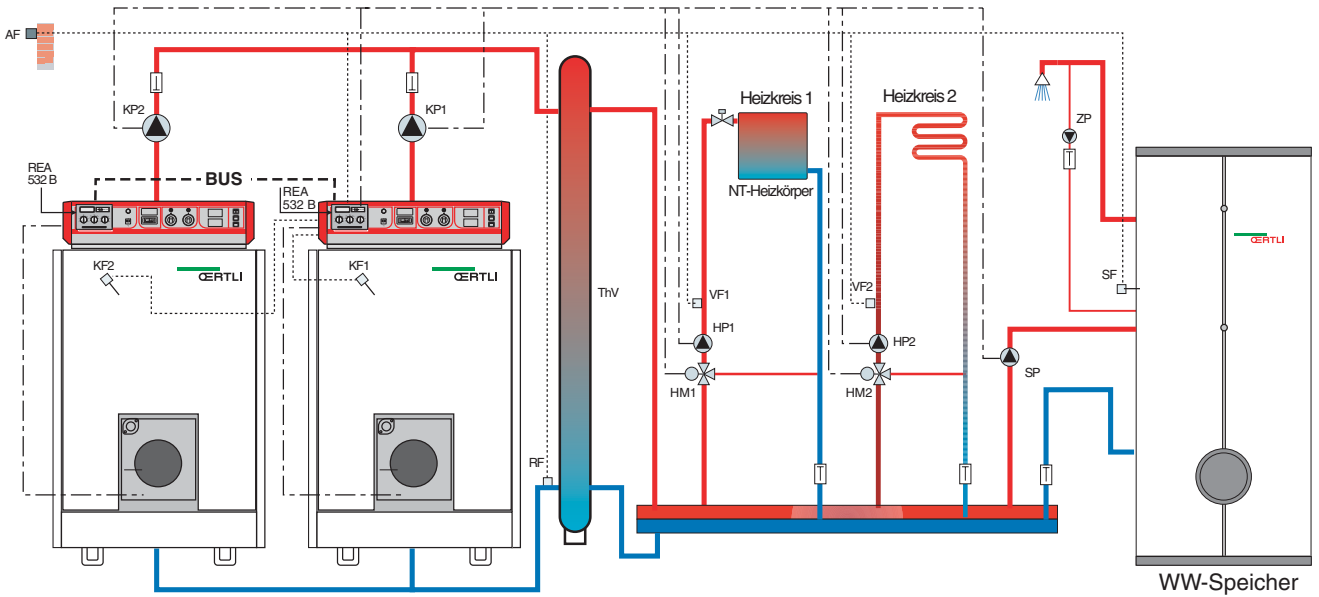 AF
KP2
KP1
ZP
Heizkreis 1
Heizkreis 2
NT-Heizkörper
REA
532 B
BUS
REA
532 B
KF2
ŒRTLI
KF1
ŒRTLI
ThV
VF1
VF2
SF
ŒRTLI
HP1
HP2
SP
HM1
HM2
RF
WW-Speicher